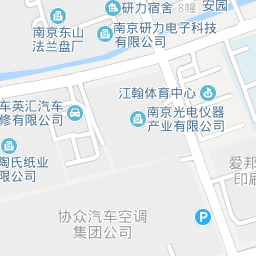 研力宿舍
8幢
安园
南京东山
法兰盘厂
南京研力电子科技
有限公司
江翰体育中心
车英汇汽车
修有限公司
南京光电仪器
产业有限公司
陶氏纸业
限公司
爱邦
印刷
协众汽车空调
集团公司
P